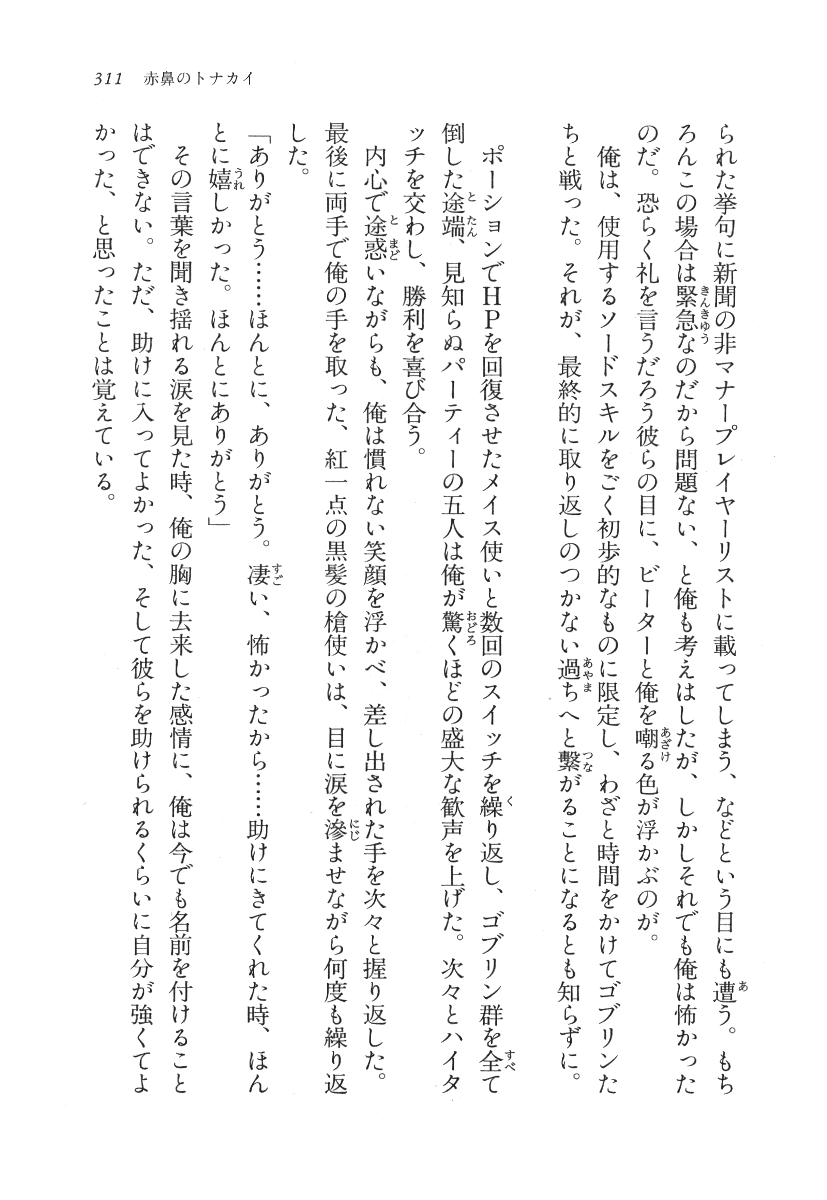 311　赤鼻のトナカイ
られた挙句に新聞の非マナープレイヤーリストに載ってしまう、などという目にも遭う。もち
ろんこの場合は緊急なのだから問題ない、と俺も考えはしたが、しかしそれでも俺は怖かった
のだ。恐らく礼を言うだろう彼らの目に、ビーターと俺を嘲る色が浮かぶのが。
　俺は、使用するソードスキルをごく初歩的なものに限定し、わざと時間をかけてゴブリンた
ちと戦った。それが、最終的に取り返しのつかない過ちへと繫がることになるとも知らずに。
　ポーションでＨＰを回復させたメイス使いと数回のスイッチを繰り返し、ゴブリン群を全て
倒した途端、見知らぬパーティーの五人は俺が驚くほどの盛大な歓声を上げた。次々とハイタ
ッチを交わし、勝利を喜び合う。
　内心で途惑いながらも、俺は慣れない笑顔を浮かべ、差し出された手を次々と握り返した。
最後に両手で俺の手を取った、紅一点の黒髪の槍使いは、目に涙を滲ませながら何度も繰り返
した。
「ありがとう……ほんとに、ありがとう。凄い、怖かったから……助けにきてくれた時、ほん
とに嬉しかった。ほんとにありがとう」
　その言葉を聞き揺れる涙を見た時、俺の胸に去来した感情に、俺は今でも名前を付けること
はできない。ただ、助けに入ってよかった、そして彼らを助けられるくらいに自分が強くてよ
かった、と思ったことは覚えている。